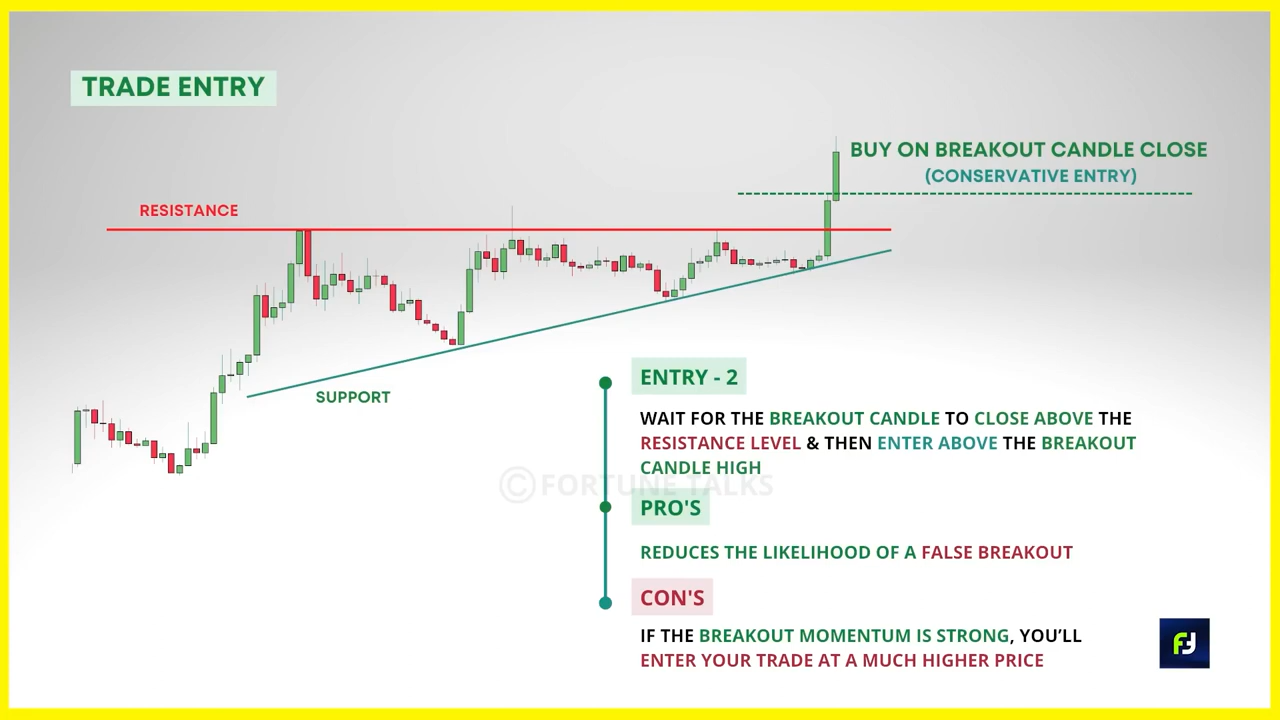 TRADE ENTRY
BUY ON BREAKOUT CANDLE CLOSE
(CONSERVATIVE ENTRY)
RESISTANCE
SUPPORT
ENTRY - 2
WAIT FOR THE BREAKOUT CANDLE TO CLOSE ABOVE THE
RESISTANCE LEVEL & THEN ENTER ABOVE THE BREAKOUT
CANDLE HIGH
© FORTUNE TALKS
PRO'S
REDUCES THE LIKELIHOOD OF A FALSE BREAKOUT
CON'S
IF THE BREAKOUT MOMENTUM IS STRONG, YOU’LL
ENTER YOUR TRADE AT A MUCH HIGHER PRICE